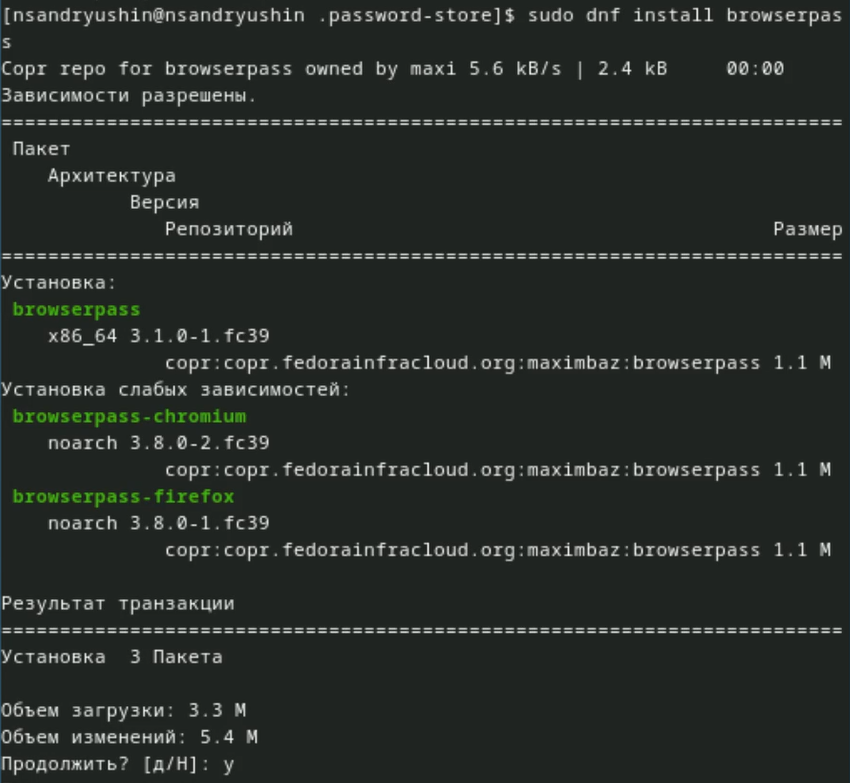 [nsandryushin@nsandryushin .password-store]$ sudo dnf install browserpas
s
Copr repo for browserpass owned by maxi 5.6 kB/s | 2.4 kB     00:00
Зависимости разрешены.
========================================================================
 Пакет
    Архитектура
           Версия
              Репозиторий                                         Размер
========================================================================
Установка:
 browserpass
    x86_64 3.1.0-1.fc39
              copr:copr.fedorainfracloud.org:maximbaz:browserpass 1.1 M
Установка слабых зависимостей:
 browserpass-chromium
    noarch 3.8.0-2.fc39
              copr:copr.fedorainfracloud.org:maximbaz:browserpass 1.1 M
 browserpass-firefox
    noarch 3.8.0-1.fc39
              copr:copr.fedorainfracloud.org:maximbaz:browserpass 1.1 M

Результат транзакции
========================================================================
Установка  3 Пакета

Объем загрузки: 3.3 M
Объем изменений: 5.4 M
Продолжить? [д/Н]: y